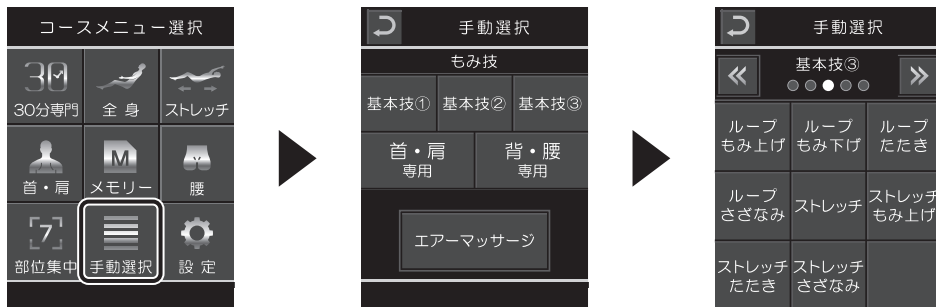 コースメニュー選択
30
30分専門 全身 ストレッチ
M
首・肩 メモリー 腰
7
部位集中 手動選択 設定
手動選択
もみ技
基本技① 基本技② 基本技③
首・肩 背・腰
専用 専用
エアーマッサージ
手動選択
基本技③
ループ ループ ループ
もみ上げ もみ下げ たたき
ループ ストレッチ ストレッチ
さざなみ もみ上げ
ストレッチ ストレッチ
たたき さざなみ